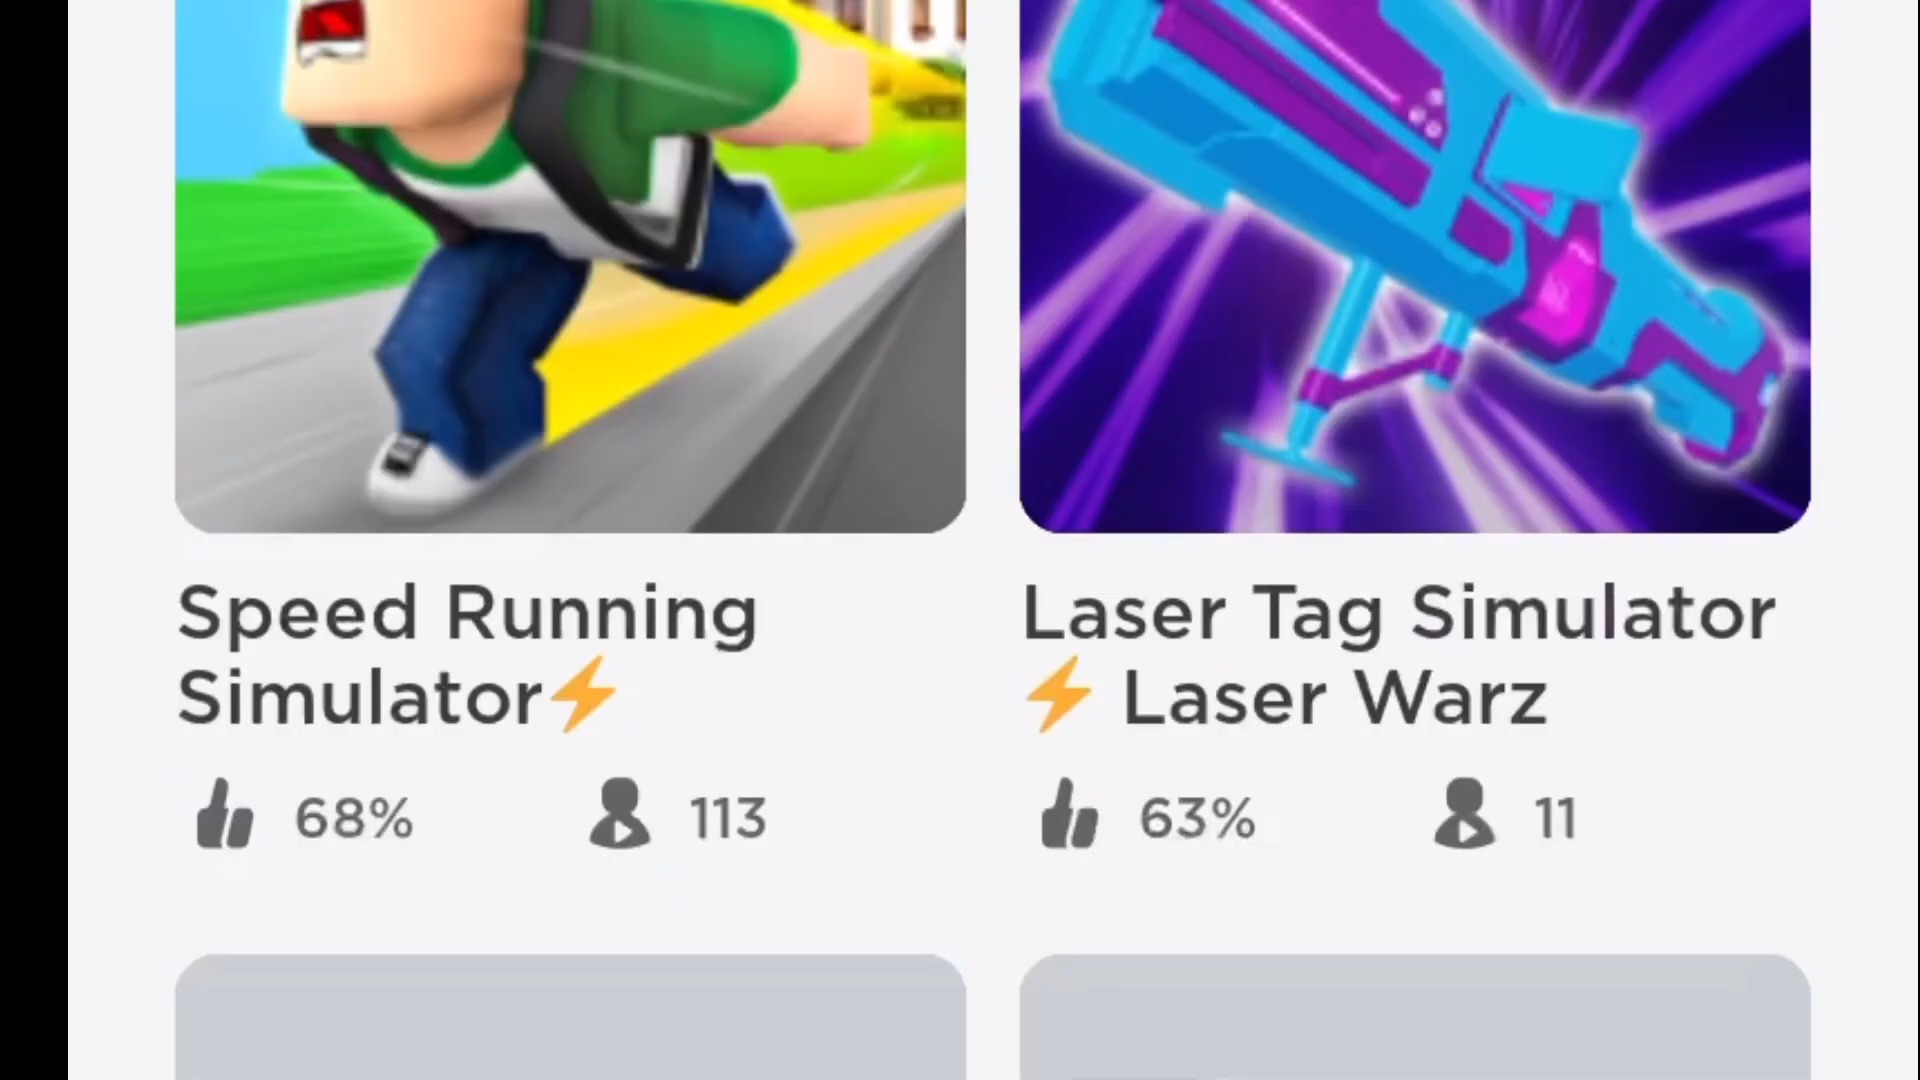 Speed Running
Simulator⚡
68% 113
Laser Tag Simulator
⚡ Laser Warz
63% 11